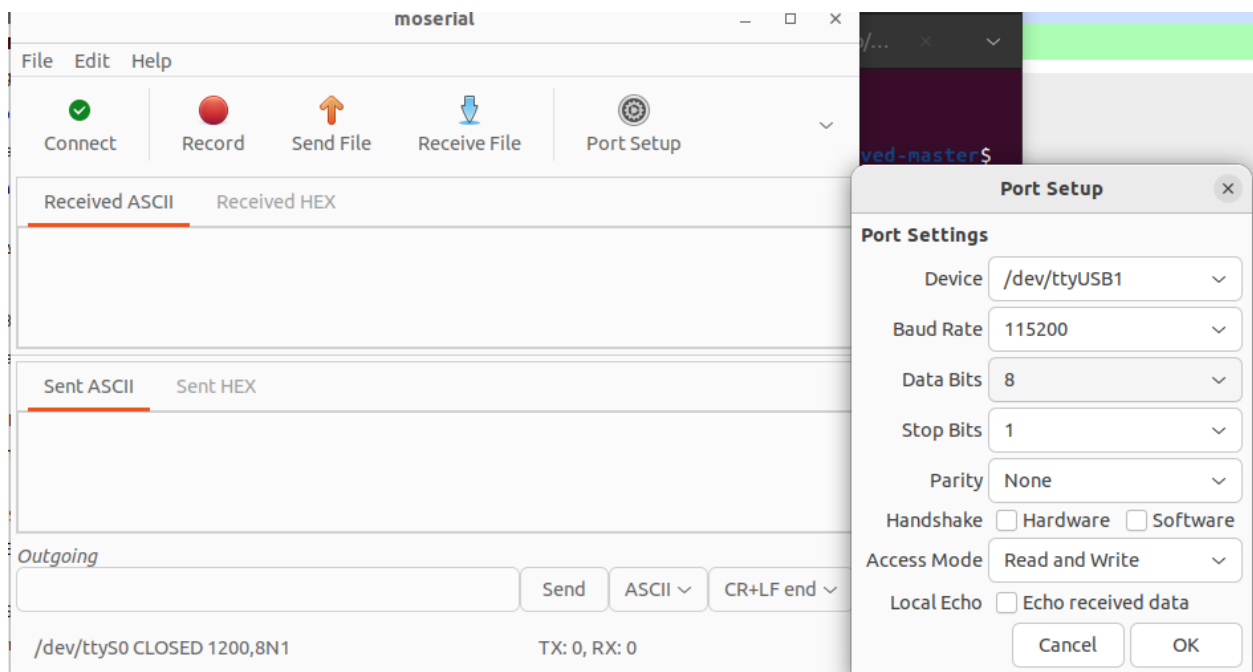 moserial
File Edit Help
Connect Record Send File Receive File Port Setup
Received ASCII Received HEX
Sent ASCII Sent HEX
Outgoing
Send ASCII CR+LF end
/dev/ttyS0 CLOSED 1200,8N1 TX: 0, RX: 0
/...
ved-master$
Port Setup
Port Settings
Device /dev/ttyUSB1
Baud Rate 115200
Data Bits 8
Stop Bits 1
Parity None
Handshake Hardware Software
Access Mode Read and Write
Local Echo Echo received data
Cancel OK